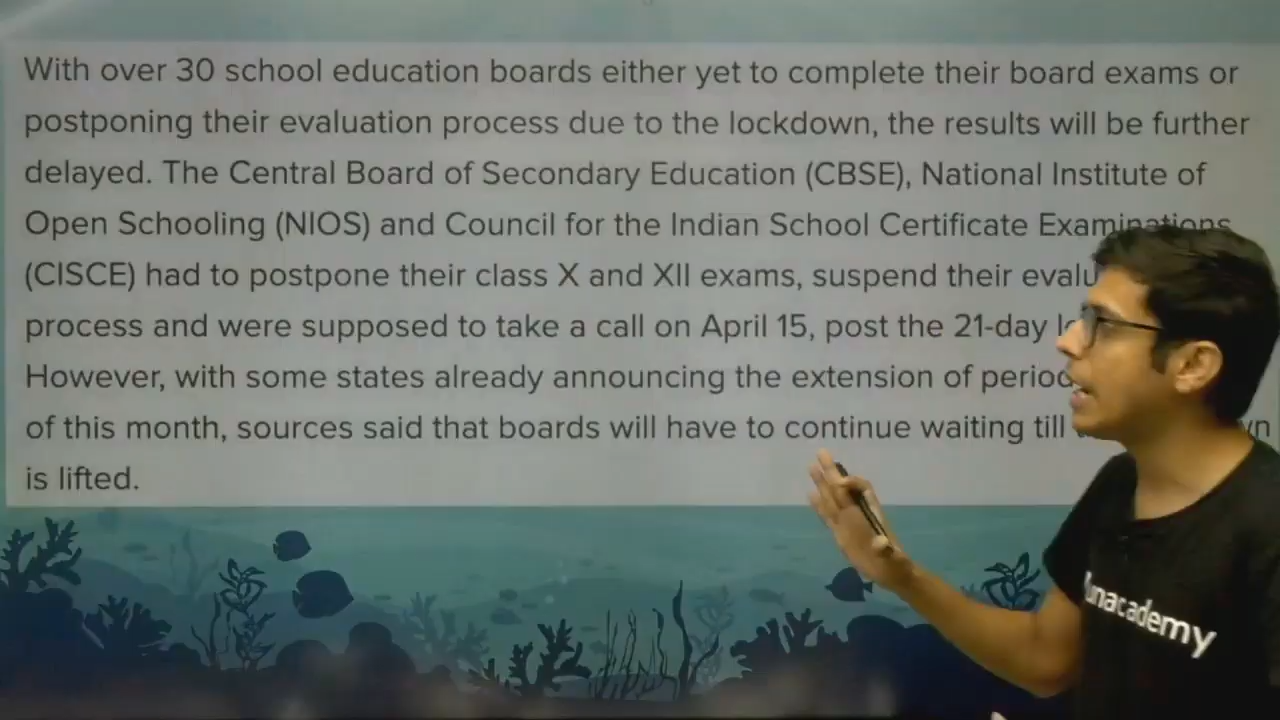 With over 30 school education boards either yet to complete their board exams or
postponing their evaluation process due to the lockdown, the results will be further
delayed. The Central Board of Secondary Education (CBSE), National Institute of
Open Schooling (NIOS) and Council for the Indian School Certificate Examinations
(CISCE) had to postpone their class X and XII exams, suspend their evalu
process and were supposed to take a call on April 15, post the 21-day
However, with some states already announcing the extension of period
of this month, sources said that boards will have to continue waiting till
is lifted.
unacademy